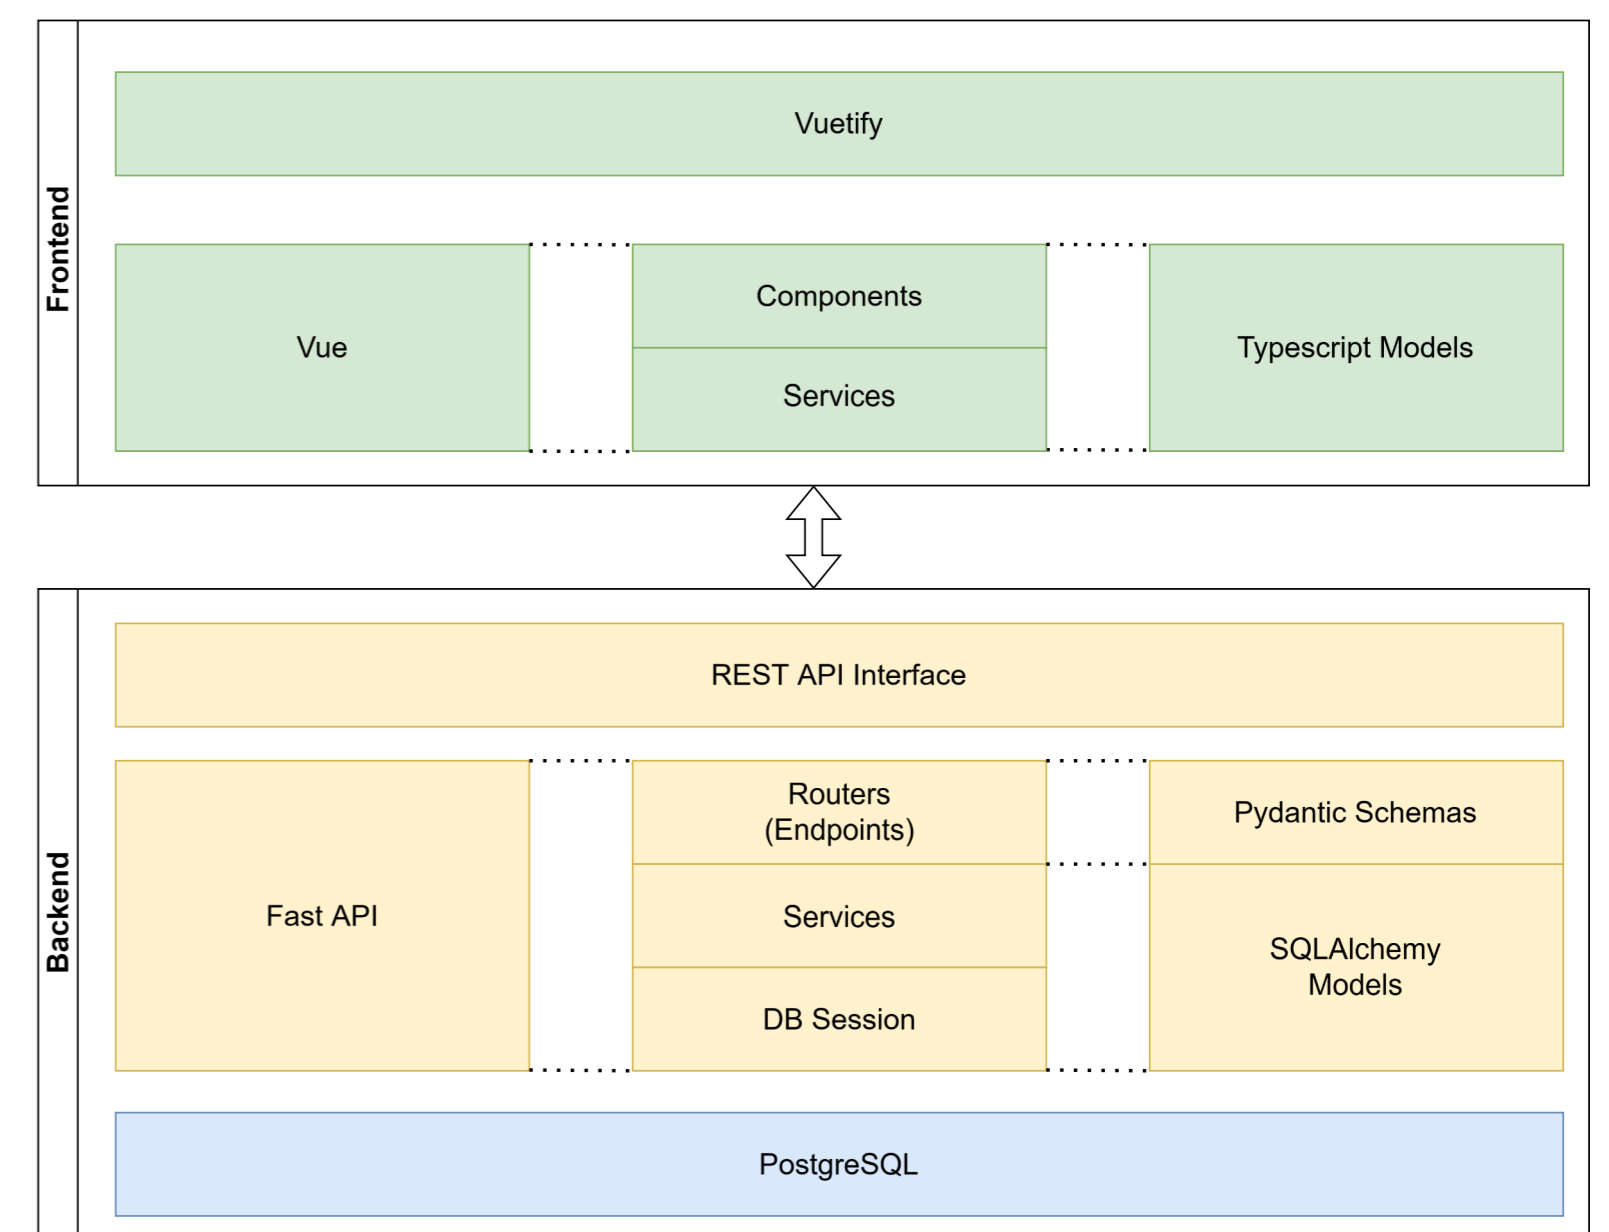 Frontend
Vuetify
Vue
Components
Services
Typescript Models
Backend
REST API Interface
Fast API
Routers
(Endpoints)
Services
DB Session
Pydantic Schemas
SQLAlchemy
Models
PostgreSQL